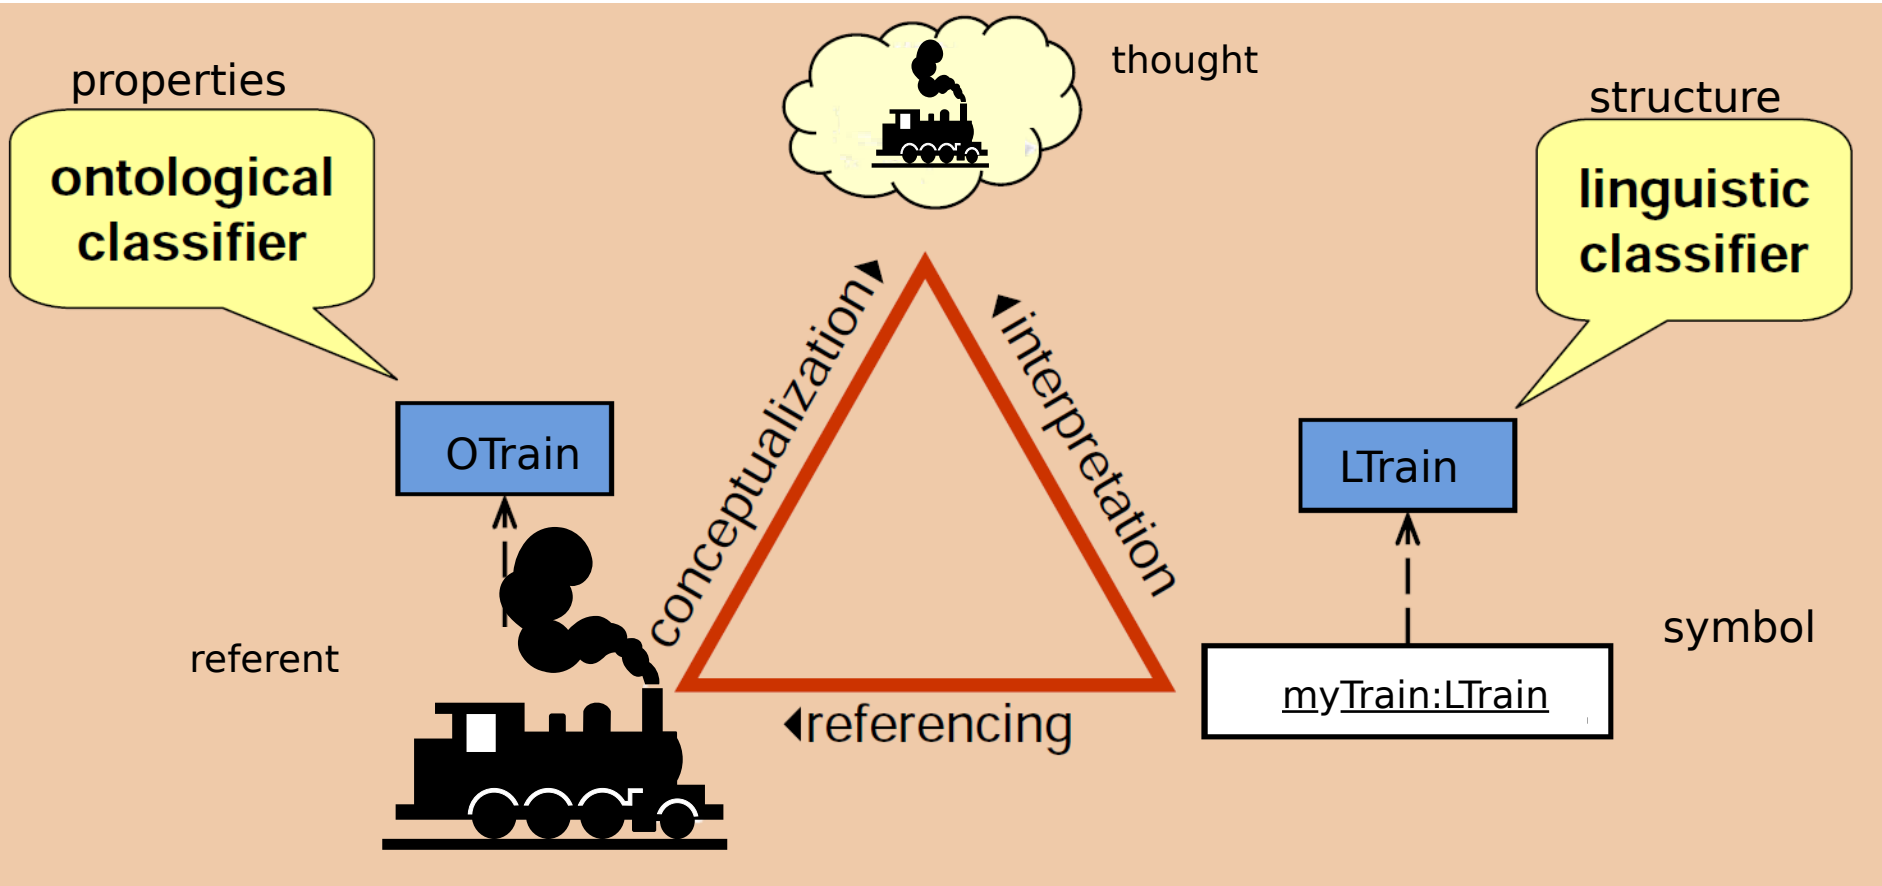 thought
properties
structure
ontological
classifier
linguistic
classifier
conceptualization
interpretation
OTrain
LTrain
referent
symbol
myTrain:LTrain
referencing